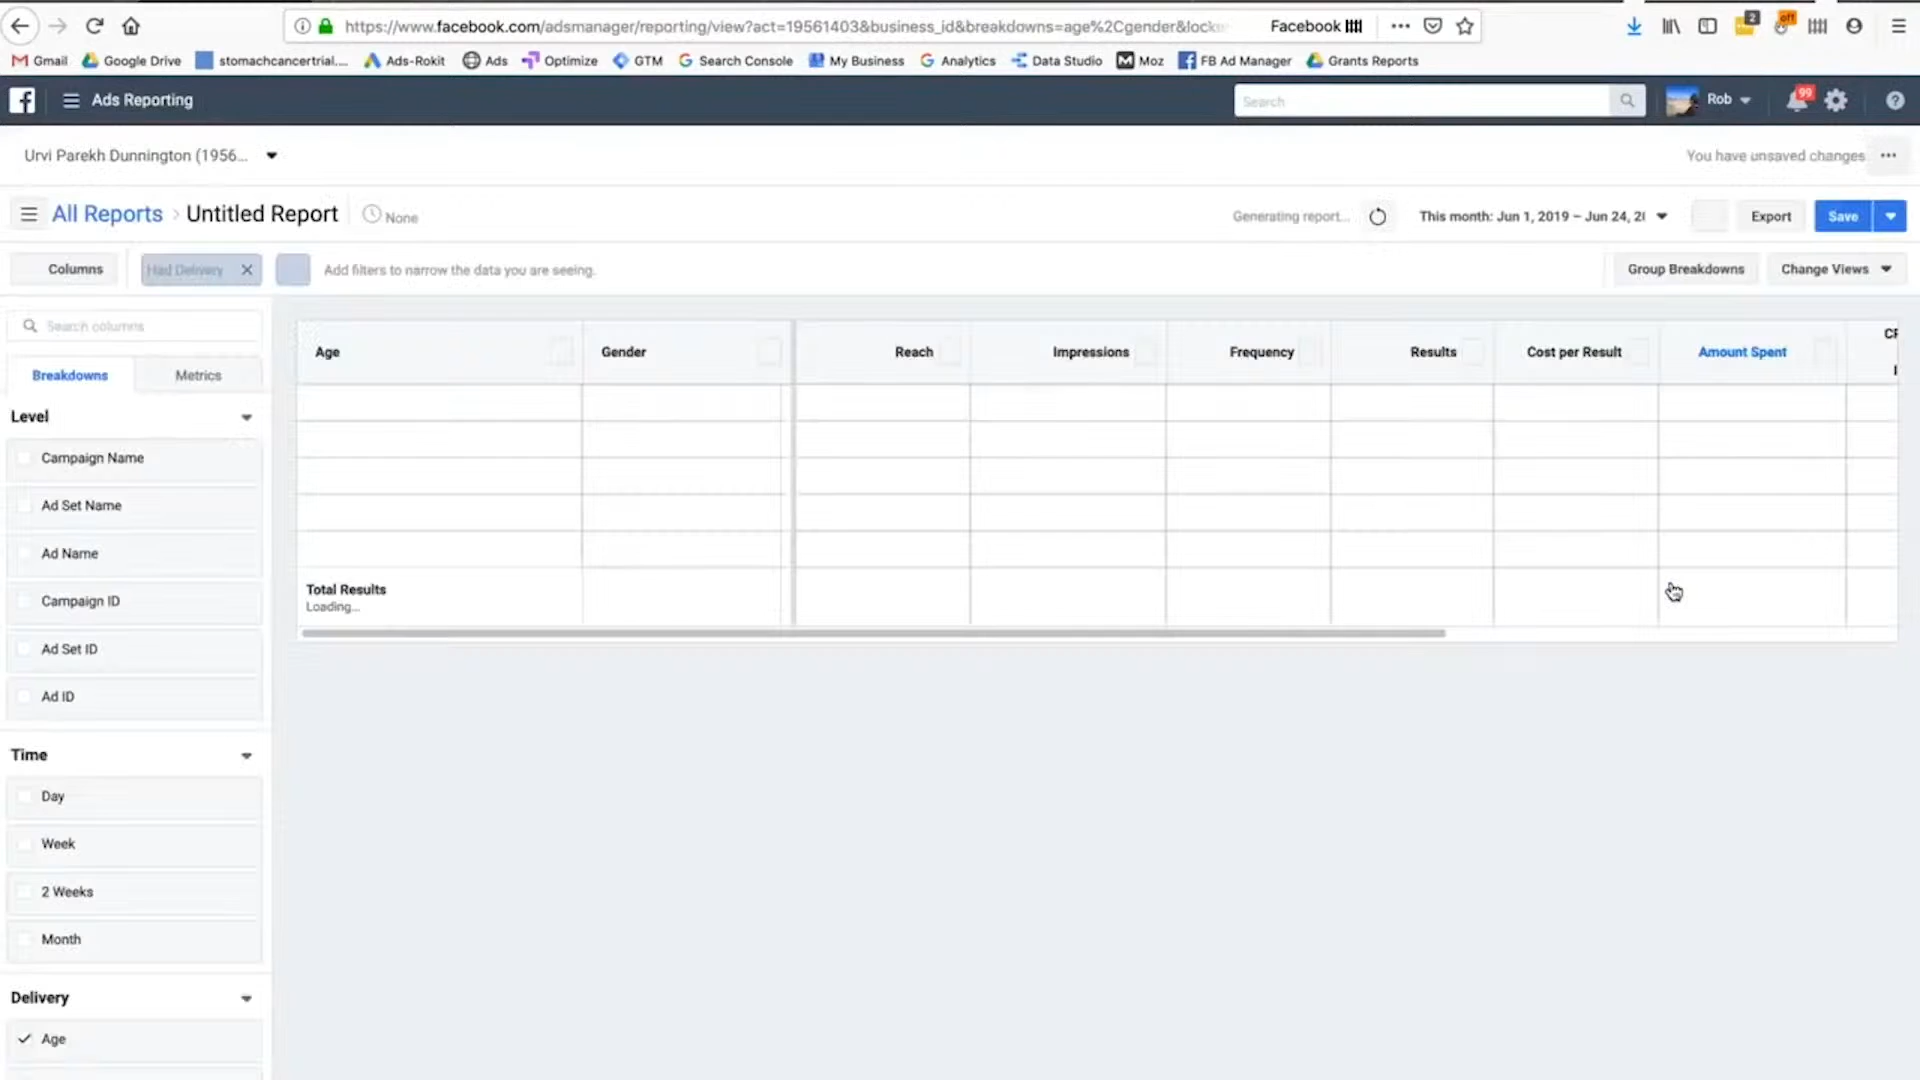 https://www.facebook.com/adsmanager/reporting/view?act=19561403&business_id&breakdowns=age%2Cgender&locke
Facebook
2
off
Gmail Google Drive stomachcancertrial.... Ads-Rokit Ads Optimize GTM Search Console My Business Analytics Data Studio Moz FB Ad Manager Grants Reports
Ads Reporting Search Rob 99
Urvi Parekh Dunnington (1956... You have unsaved changes
All Reports › Untitled Report None Generating report... This month: Jun 1, 2019 – Jun 24, 2 Export Save
Columns Had Delivery Add filters to narrow the data you are seeing. Group Breakdowns Change Views
Search columns
Breakdowns Metrics
Age Gender Reach Impressions Frequency Results Cost per Result Amount Spent
Level
Campaign Name
Ad Set Name
Ad Name
Campaign ID
Ad Set ID
Ad ID
Total Results
Loading...
Time
Day
Week
2 Weeks
Month
Delivery
Age